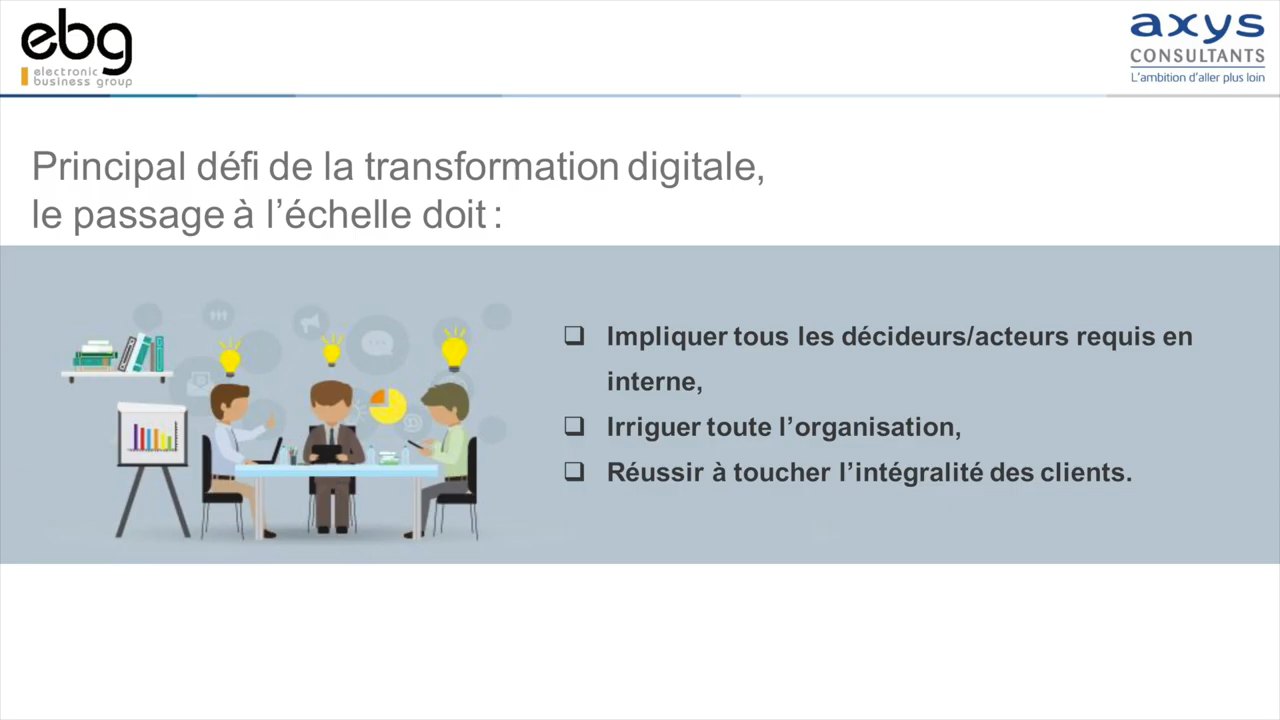 ebg
electronic
business group
axys
CONSULTANTS
L'ambition d'aller plus loin
Principal défi de la transformation digitale,
le passage à l'échelle doit :
❑ Impliquer tous les décideurs/acteurs requis en
interne,
❑ Irriguer toute l'organisation,
❑ Réussir à toucher l'intégralité des clients.